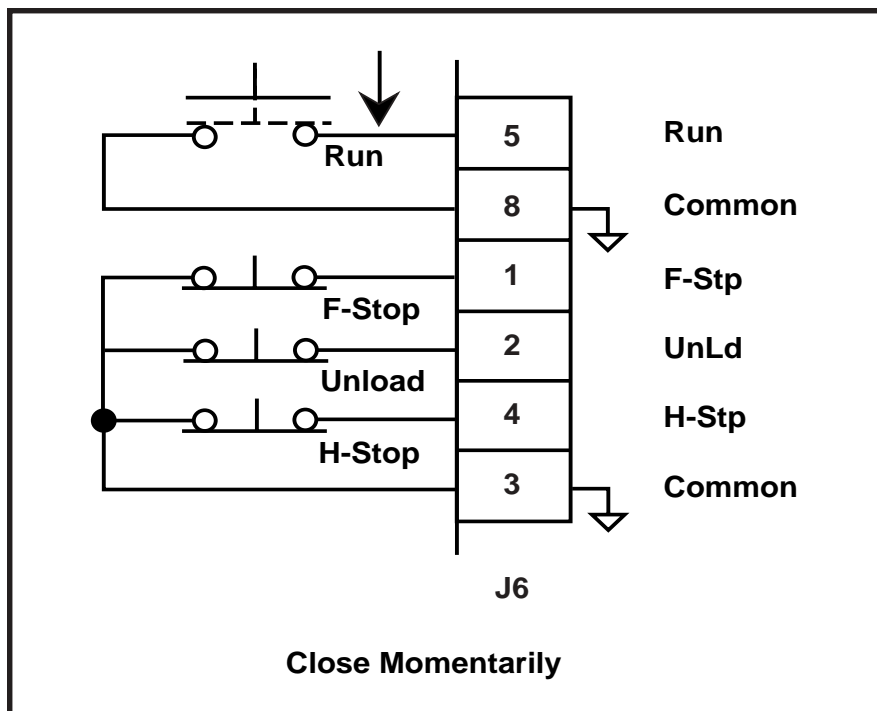 5 Run
Run
8 Common
1 F-Stp
F-Stop
2 UnLd
Unload
4 H-Stp
H-Stop
3 Common
J6
Close Momentarily